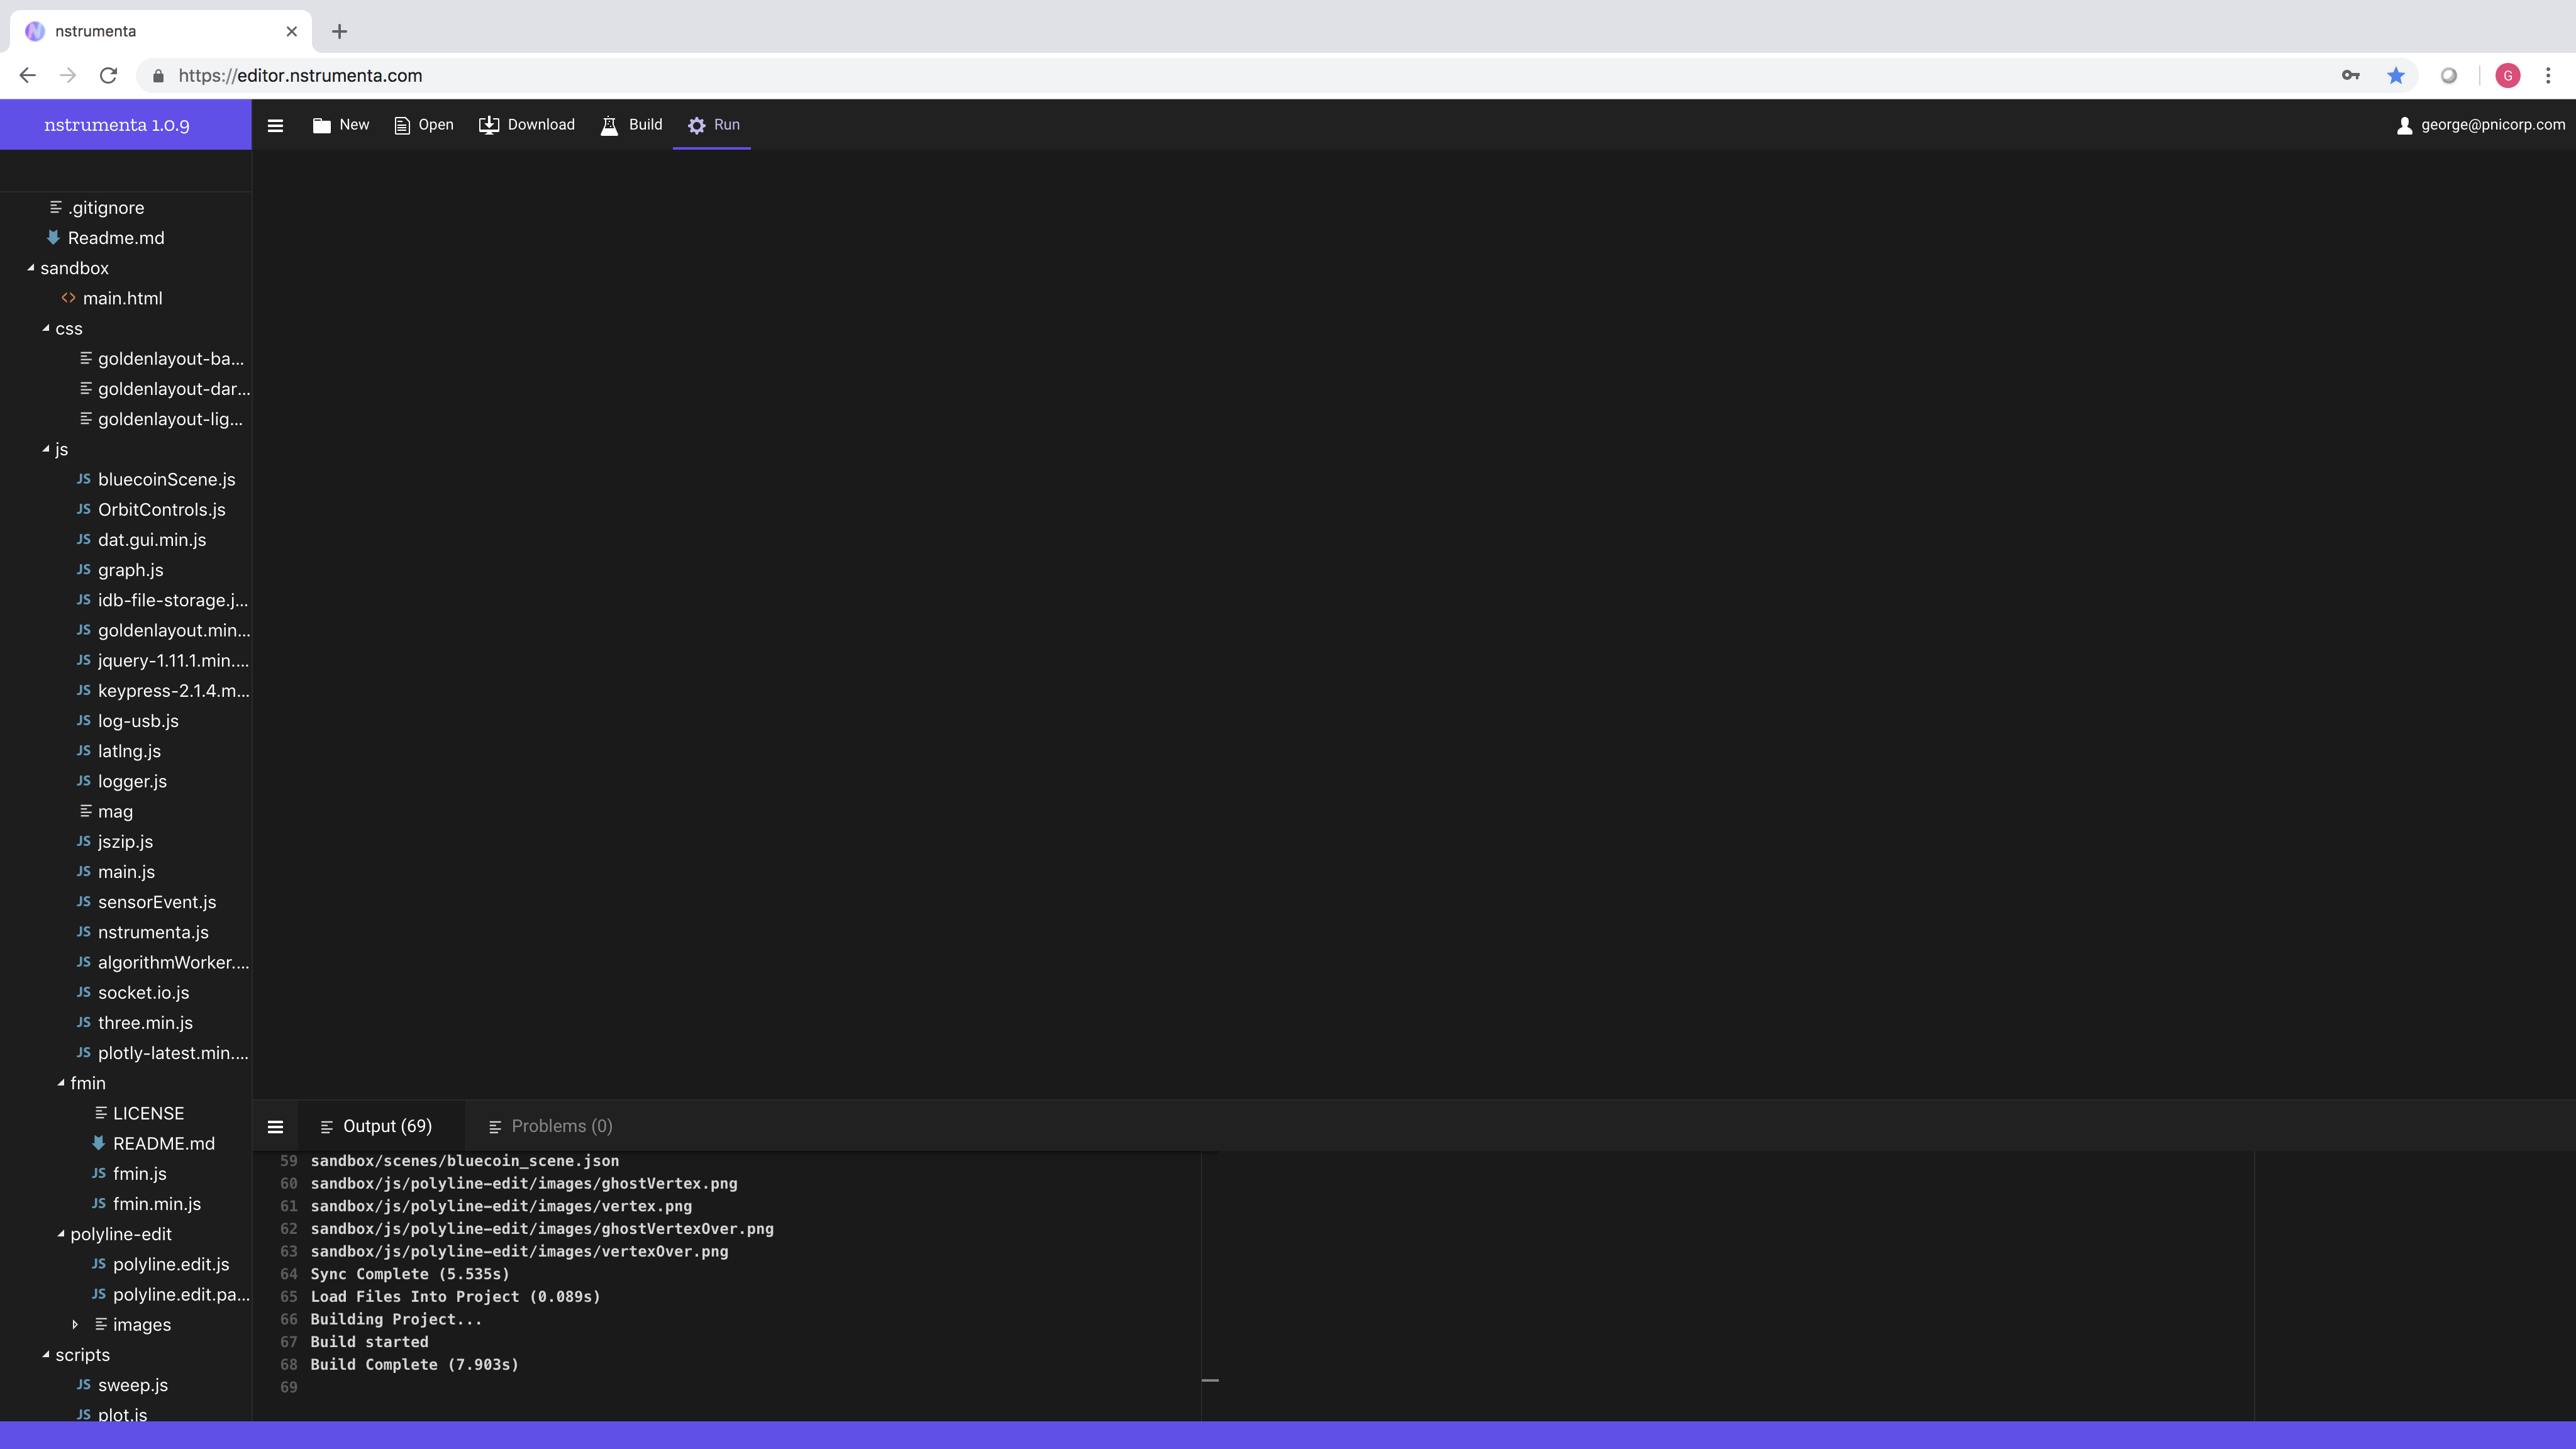 nstrumenta
https://editor.nstrumenta.com
G
nstrumenta 1.0.9
New
Open
Download
Build
Run
george@pnicorp.com
.gitignore
Readme.md
sandbox
<> main.html
css
goldenlayout-ba...
goldenlayout-dar...
goldenlayout-lig...
js
JS bluecoinScene.js
JS OrbitControls.js
JS dat.gui.min.js
JS graph.js
JS idb-file-storage.j...
JS goldenlayout.min...
JS jquery-1.11.1.min....
JS keypress-2.1.4.m...
JS log-usb.js
JS latlng.js
JS logger.js
mag
JS jszip.js
JS main.js
JS sensorEvent.js
JS nstrumenta.js
JS algorithmWorker....
JS socket.io.js
JS three.min.js
JS plotly-latest.min....
fmin
LICENSE
README.md
JS fmin.js
JS fmin.min.js
polyline-edit
JS polyline.edit.js
JS polyline.edit.pa...
images
scripts
JS sweep.js
JS plot.js
Output (69)
Problems (0)
59 sandbox/scenes/bluecoin_scene.json
60 sandbox/js/polyline-edit/images/ghostVertex.png
61 sandbox/js/polyline-edit/images/vertex.png
62 sandbox/js/polyline-edit/images/ghostVertexOver.png
63 sandbox/js/polyline-edit/images/vertexOver.png
64 Sync Complete (5.535s)
65 Load Files Into Project (0.089s)
66 Building Project...
67 Build started
68 Build Complete (7.903s)
69